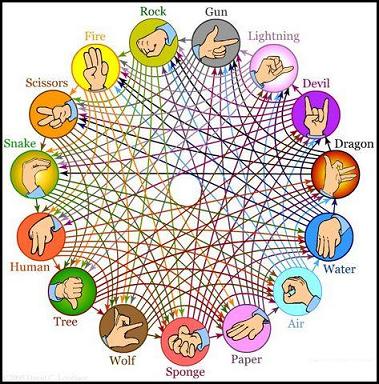 Rock
Gun
Fire
Lightning
Scissors
Devil
Snake
Dragon
Human
Water
Tree
Air
Wolf
Paper
Sponge